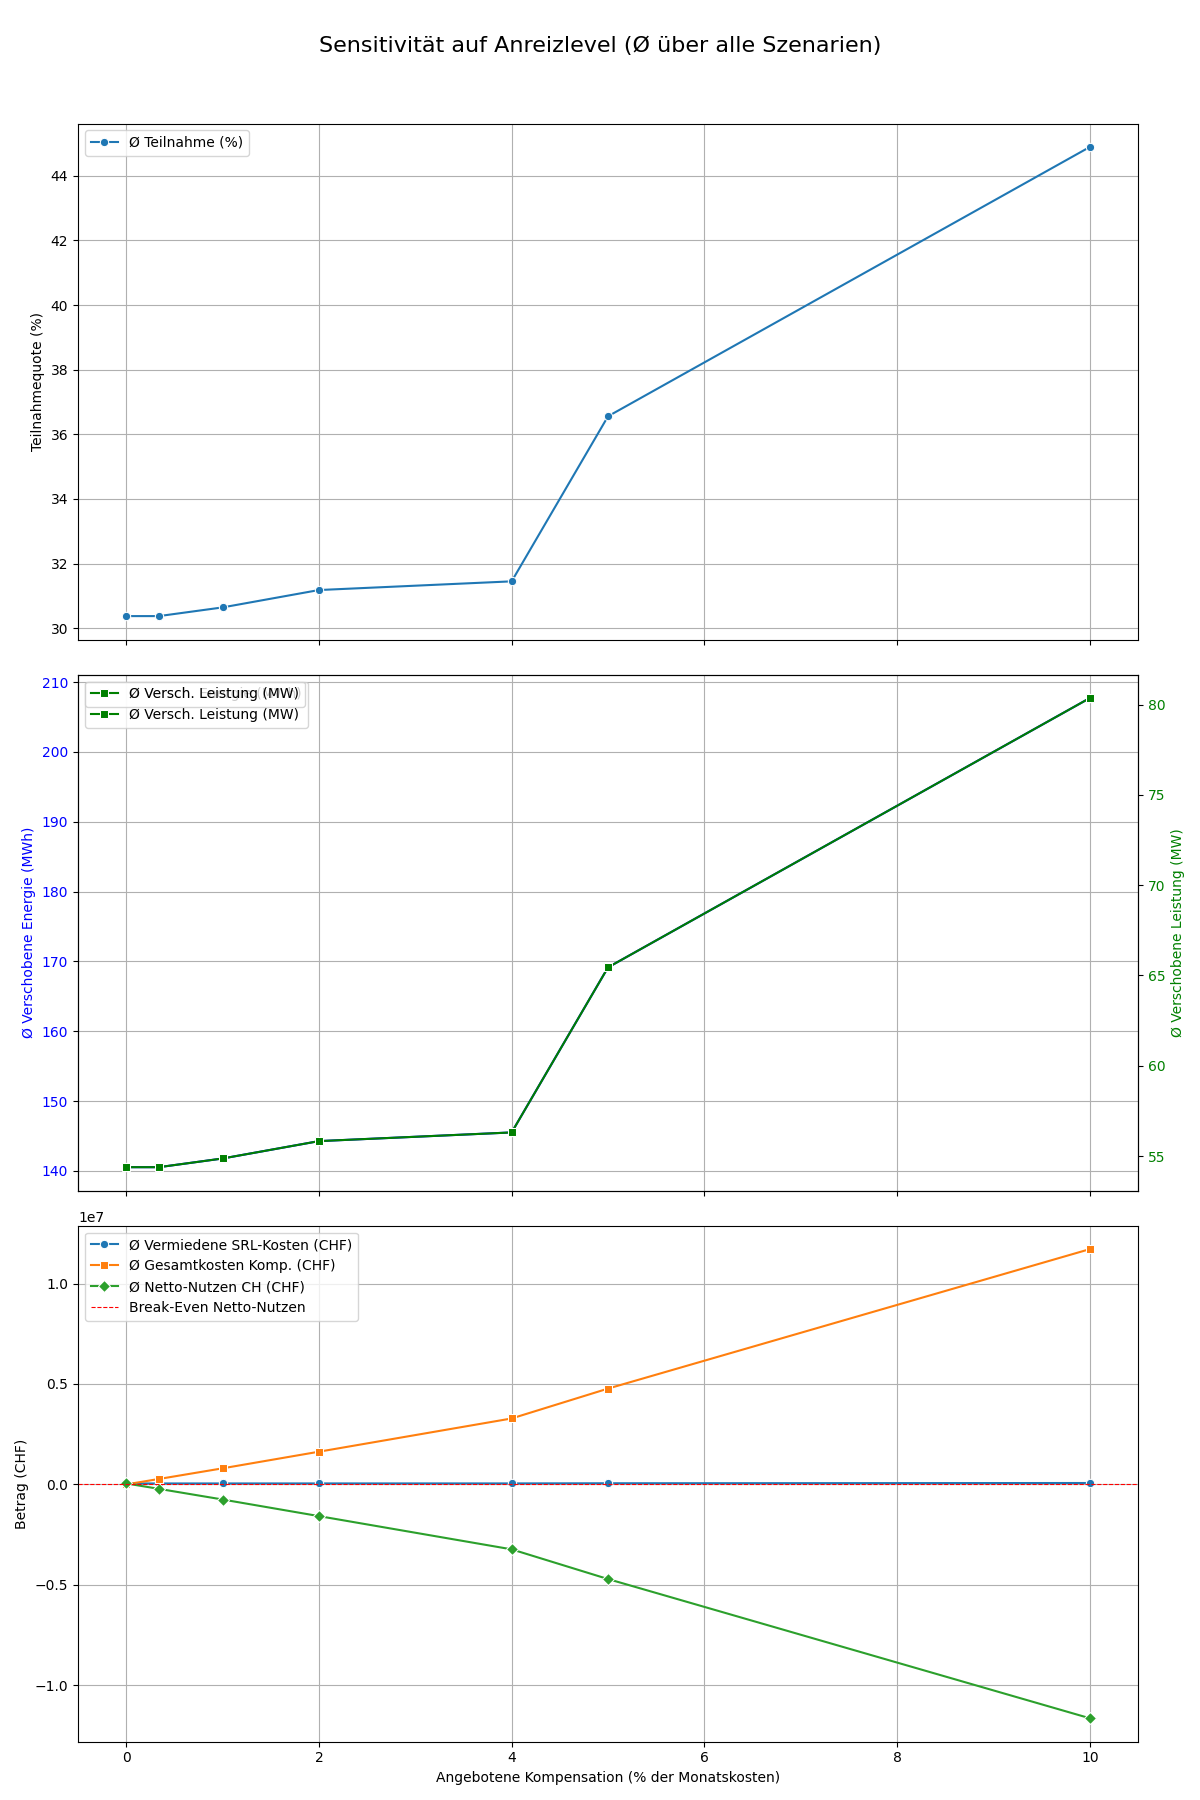 Sensitivität auf Anreizlevel (Ø über alle Szenarien)
Ø Teilnahme (%)
44
42
40
38
36
34
32
30
Teilnahmequote (%)
Ø Versch. Leistung (MW)
Ø Versch. Leistung (MW)
210
200
190
180
170
160
150
140
Ø Verschobene Energie (MWh)
80
75
70
65
60
55
Ø Verschobene Leistung (MW)
1e7
Ø Vermiedene SRL-Kosten (CHF)
Ø Gesamtkosten Komp. (CHF)
Ø Netto-Nutzen CH (CHF)
Break-Even Netto-Nutzen
1.0
0.5
0.0
−0.5
−1.0
Betrag (CHF)
0 2 4 6 8 10
Angebotene Kompensation (% der Monatskosten)